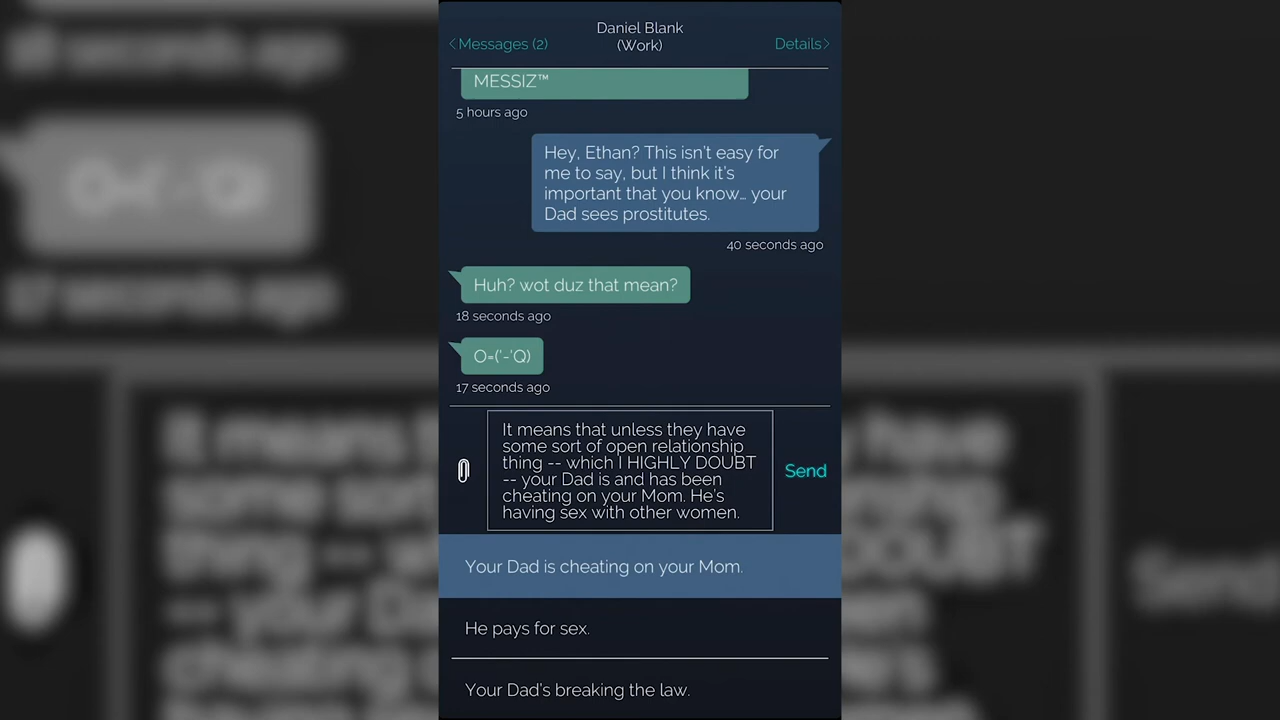 Daniel Blank
(Work)
<Messages (2)
Details>
MESSIZ™
5 hours ago
Hey, Ethan? This isn't easy for
me to say, but I think it's
important that you know… your
Dad sees prostitutes.
40 seconds ago
Huh? wot duz that mean?
18 seconds ago
O=('-'Q)
17 seconds ago
It means that unless they have
some sort of open relationship
thing -- which I HIGHLY DOUBT
-- your Dad is and has been
cheating on your Mom. He's
having sex with other women.
Send
Your Dad is cheating on your Mom.
He pays for sex.
Your Dad's breaking the law.